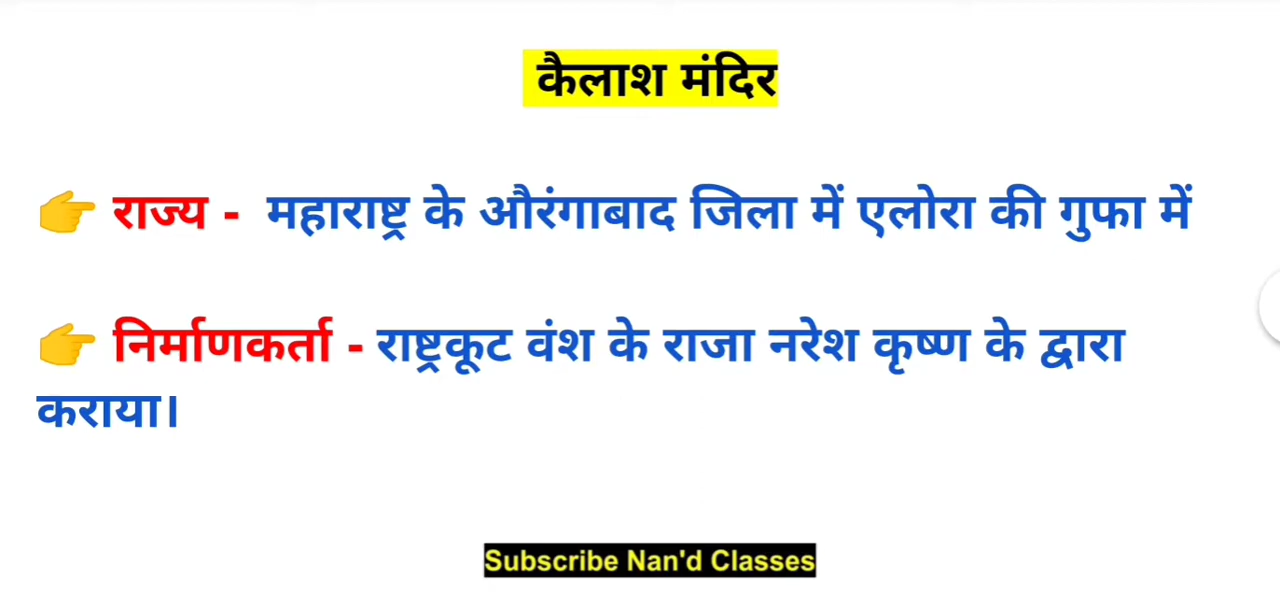 कैलाश मंदिर
👉 राज्य - महाराष्ट्र के औरंगाबाद जिला में एलोरा की गुफा में
👉 निर्माणकर्ता - राष्ट्रकूट वंश के राजा नरेश कृष्ण के द्वारा
कराया।
Subscribe Nan'd Classes